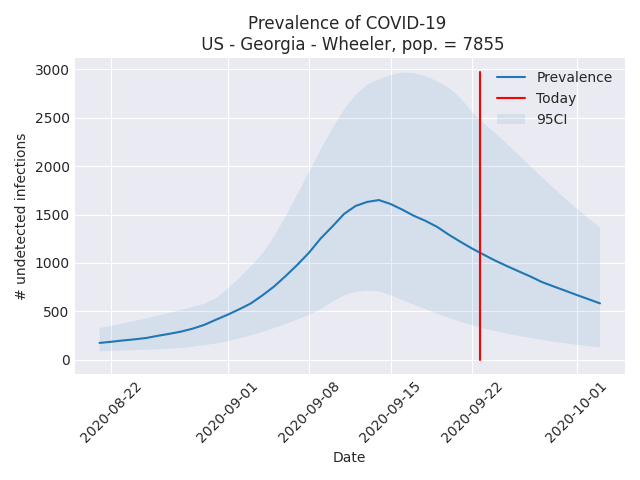 Prevalence of COVID-19
US - Georgia - Wheeler, pop. = 7855
# undetected infections
3000
2500
2000
1500
1000
500
0
Prevalence
Today
95CI
2020-08-22
2020-09-01
2020-09-08
2020-09-15
2020-09-22
2020-10-01
Date